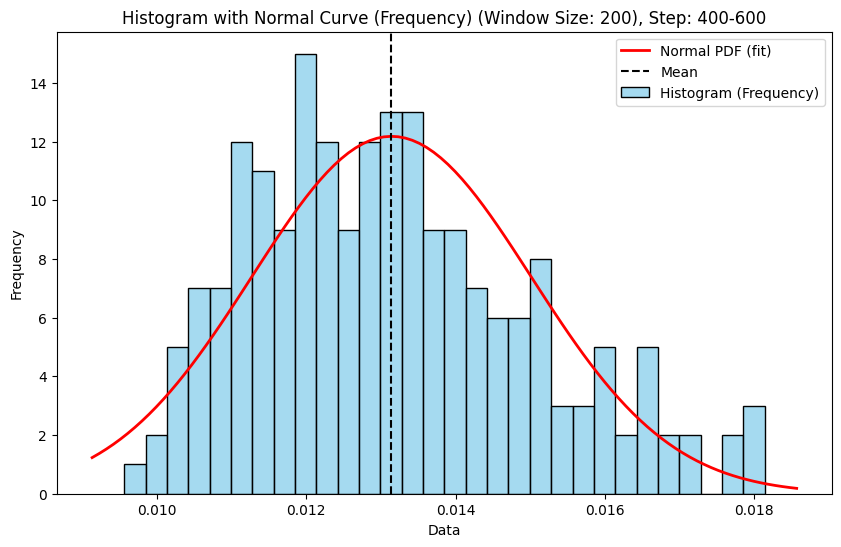 Histogram with Normal Curve (Frequency) (Window Size: 200), Step: 400-600
Normal PDF (fit)
Mean
Histogram (Frequency)
Frequency
14
12
10
8
6
4
2
0
0.010 0.012 0.014 0.016 0.018
Data